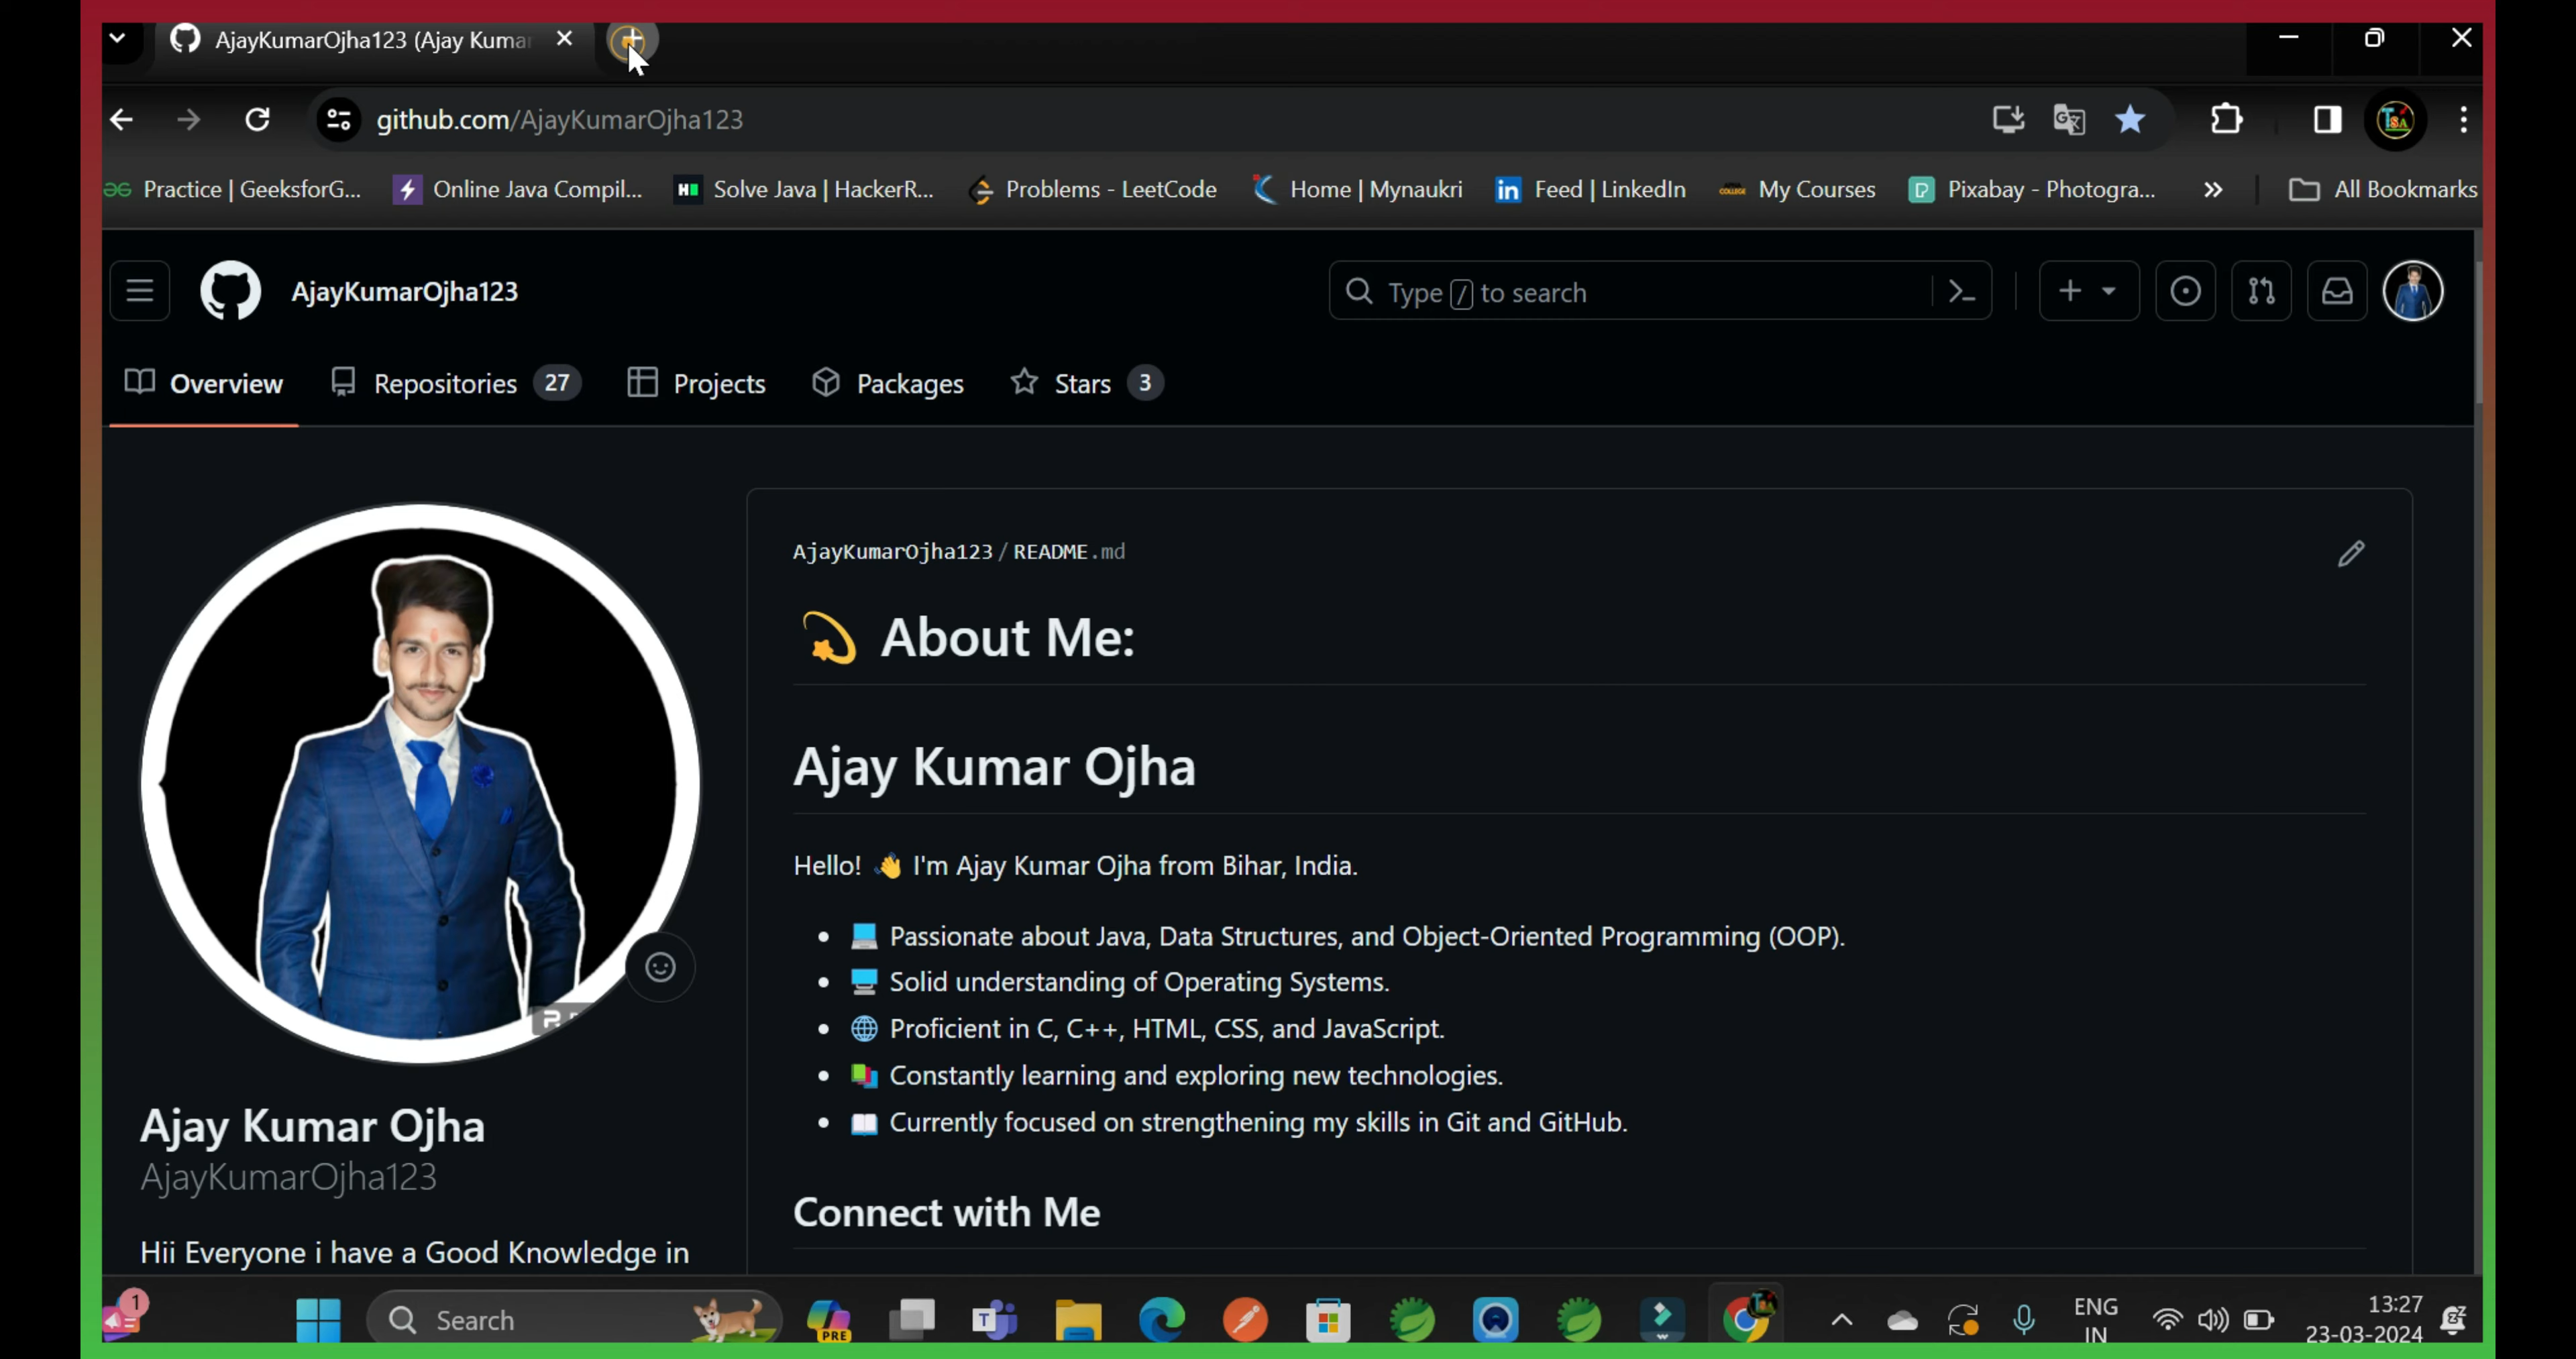 AjayKumarOjha123 (Ajay Kumar
github.com/AjayKumarOjha123
Practice | GeeksforG... Online Java Compil... Solve Java | HackerR... Problems - LeetCode Home | Mynaukri Feed | LinkedIn My Courses Pixabay - Photogra... » All Bookmarks
AjayKumarOjha123 Type / to search
Overview Repositories 27 Projects Packages Stars 3
AjayKumarOjha123 / README.md
About Me:
Ajay Kumar Ojha
Hello! 👋 I'm Ajay Kumar Ojha from Bihar, India.
• 💻 Passionate about Java, Data Structures, and Object-Oriented Programming (OOP).
• 🖥️ Solid understanding of Operating Systems.
• 🌐 Proficient in C, C++, HTML, CSS, and JavaScript.
• 📚 Constantly learning and exploring new technologies.
• 📖 Currently focused on strengthening my skills in Git and GitHub.
Connect with Me
Ajay Kumar Ojha
AjayKumarOjha123
Hii Everyone i have a Good Knowledge in
1 Search PRE ENG 13:27
IN 23-03-2024